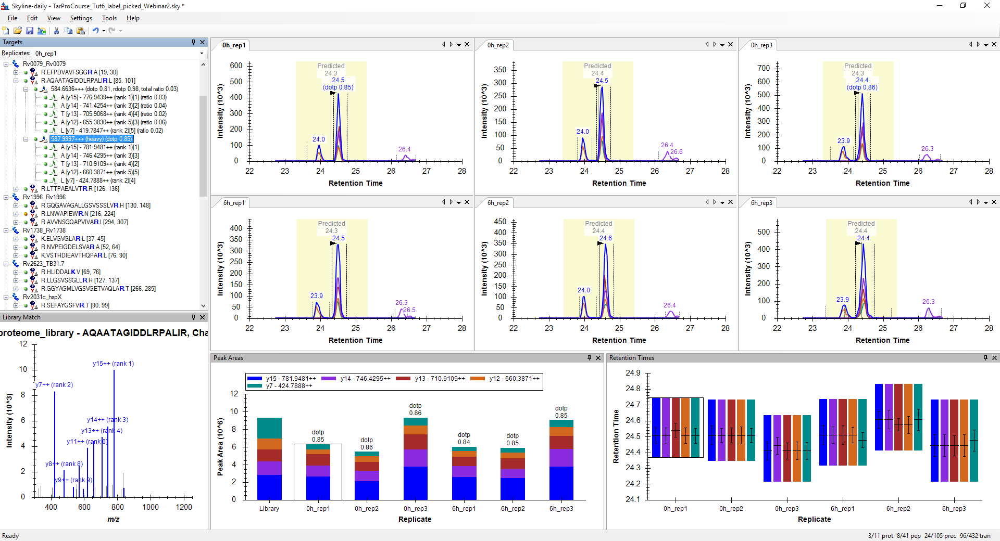 Skyline-daily - TarProCourse_Tut6_label_picked_Webinar2.sky *
File Edit View Settings Tools Help
Targets
Replicates: 0h_rep1
Rv0079_Rv0079
R.EFPDVAVFSGGR.A [19, 30]
R.AQAATAGIDDLRPALIR.L [85, 101]
584.6636+++ (dotp 0.81, rdotp 0.98, total ratio 0.03)
A [y15] - 776.9439++ (rank 1)[1] (ratio 0.03)
A [y14] - 741.4254++ (rank 3)[2] (ratio 0.04)
T [y13] - 705.9068++ (rank 4)[4] (ratio 0.02)
A [y12] - 655.3830++ (rank 5)[3] (ratio 0.06)
L [y7] - 419.7847++ (rank 2)[5] (ratio 0.02)
587.9997+++ (heavy) (dotp 0.85)
A [y15] - 781.9481++ (rank 1)[1]
A [y14] - 746.4295++ (rank 3)[3]
T [y13] - 710.9109++ (rank 4)[2]
A [y12] - 660.3871++ (rank 5)[5]
L [y7] - 424.7888++ (rank 2)[4]
R.LTTPAEALVTR.R [126, 136]
Rv1996_Rv1996
R.GQGAVAGALLGSVSSSLVR.H [130, 148]
R.LNWAPIEWR.N [216, 224]
R.AVVNSGQAPVIVAR.I [294, 307]
Rv1738_Rv1738
K.ELVGVGLAR.L [37, 45]
R.NVPEIGDELSVAR.A [52, 64]
K.VSTHDIEAVTHQPAR.L [76, 90]
Rv2623_TB31.7
R.HLIDDALK.V [69, 76]
R.LLGSVSSGLLR.H [127, 137]
R.GGYAGMLVGSVGETVAQLAR.T [266, 285]
Rv2031c_hspX
R.SEFAYGSFVR.T [90, 99]
Library Match
proteome_library - AQAATAGIDDLRPALIR, Cha
12
10
8
6
4
2
0
Intensity (10^3)
y15++ (rank 1)
y7++ (rank 2)
y14++ (rank 3)
y13++ (rank 4)
y11++ (rank 6)
y8++ (rank 8)
y9++ (rank 9)
400 600 800 1000 1200
m/z
0h_rep1
600
500
400
300
200
100
0
Intensity (10^3)
Predicted
24.3
24.5
(dotp 0.85)
24.0
26.4
22 23 24 25 26 27 28
Retention Time
0h_rep2
350
300
250
200
150
100
50
0
Intensity (10^3)
Predicted
24.4
24.5
24.0
26.4
26.6
22 23 24 25 26 27 28
Retention Time
0h_rep3
700
600
500
400
300
200
100
0
Intensity (10^3)
Predicted
24.3
24.4
(dotp 0.86)
23.9
26.3
22 23 24 25 26 27 28
Retention Time
6h_rep1
400
350
300
250
200
150
100
50
0
Intensity (10^3)
Predicted
24.3
24.5
23.9
26.3
26.5
22 23 24 25 26 27 28
Retention Time
6h_rep2
450
400
350
300
250
200
150
100
50
0
Intensity (10^3)
Predicted
24.4
24.6
24.0
26.4
22 23 24 25 26 27 28
Retention Time
6h_rep3
500
400
300
200
100
0
Intensity (10^3)
Predicted
24.4
24.4
23.9
26.3
22 23 24 25 26 27 28
Retention Time
Peak Areas
y15 - 781.9481++ y14 - 746.4295++ y13 - 710.9109++ y12 - 660.3871++
y7 - 424.7888++
12
10
8
6
4
2
0
Peak Area (10^6)
dotp
0.85
dotp
0.86
dotp
0.86
dotp
0.84
dotp
0.85
dotp
0.85
Library 0h_rep1 0h_rep2 0h_rep3 6h_rep1 6h_rep2 6h_rep3
Replicate
Retention Times
24.9
24.8
24.7
24.6
24.5
24.4
24.3
24.2
24.1
Retention Time
0h_rep1 0h_rep2 0h_rep3 6h_rep1 6h_rep2 6h_rep3
Replicate
Ready
3/11 prot 8/41 pep 24/105 prec 96/432 tran